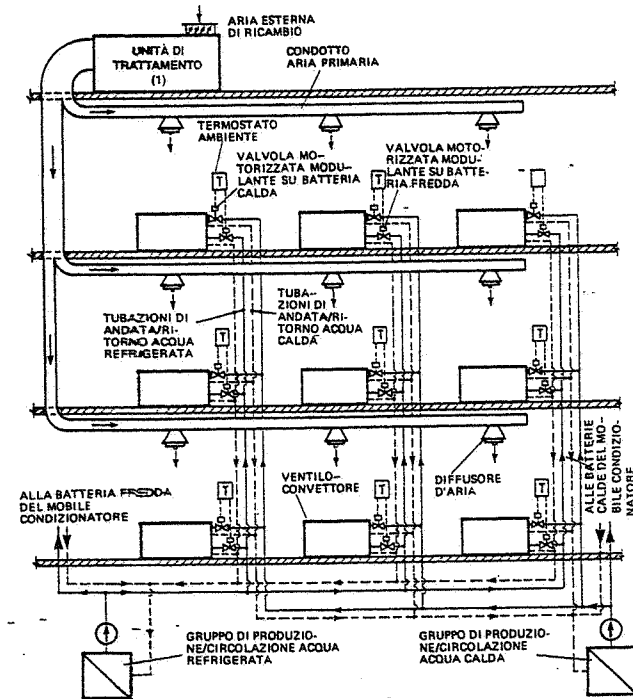 ARIA ESTERNA
DI RICAMBIO
UNITÀ DI
TRATTAMENTO
(1)
CONDOTTO
ARIA PRIMARIA
TERMOSTATO
AMBIENTE
VALVOLA MO-
TORIZZATA MODU-
LANTE SU BATTERIA
CALDA
VALVOLA MOTO-
RIZZATA MODU-
LANTE SU BATTE-
RIA FREDDA
T
T
TUBAZIONI DI
ANDATA/RI-
TORNO ACQUA
REFRIGERATA
TUBA-
ZIONI DI
ANDATA/RI-
TORNO ACQUA
CALDA
T
T
T
ALLA BATTERIA FREDDA
DEL MOBILE
CONDIZIONATORE
VENTILO-
CONVETTORE
DIFFUSORE
D'ARIA
ALLE BATTERIE
CALDE DEL MO-
BILE CONDIZIO-
NATORE
T
T
T
GRUPPO DI PRODUZIO-
NE/CIRCOLAZIONE ACQUA
REFRIGERATA
GRUPPO DI PRODUZIO-
NE/CIRCOLAZIONE
ACQUA CALDA